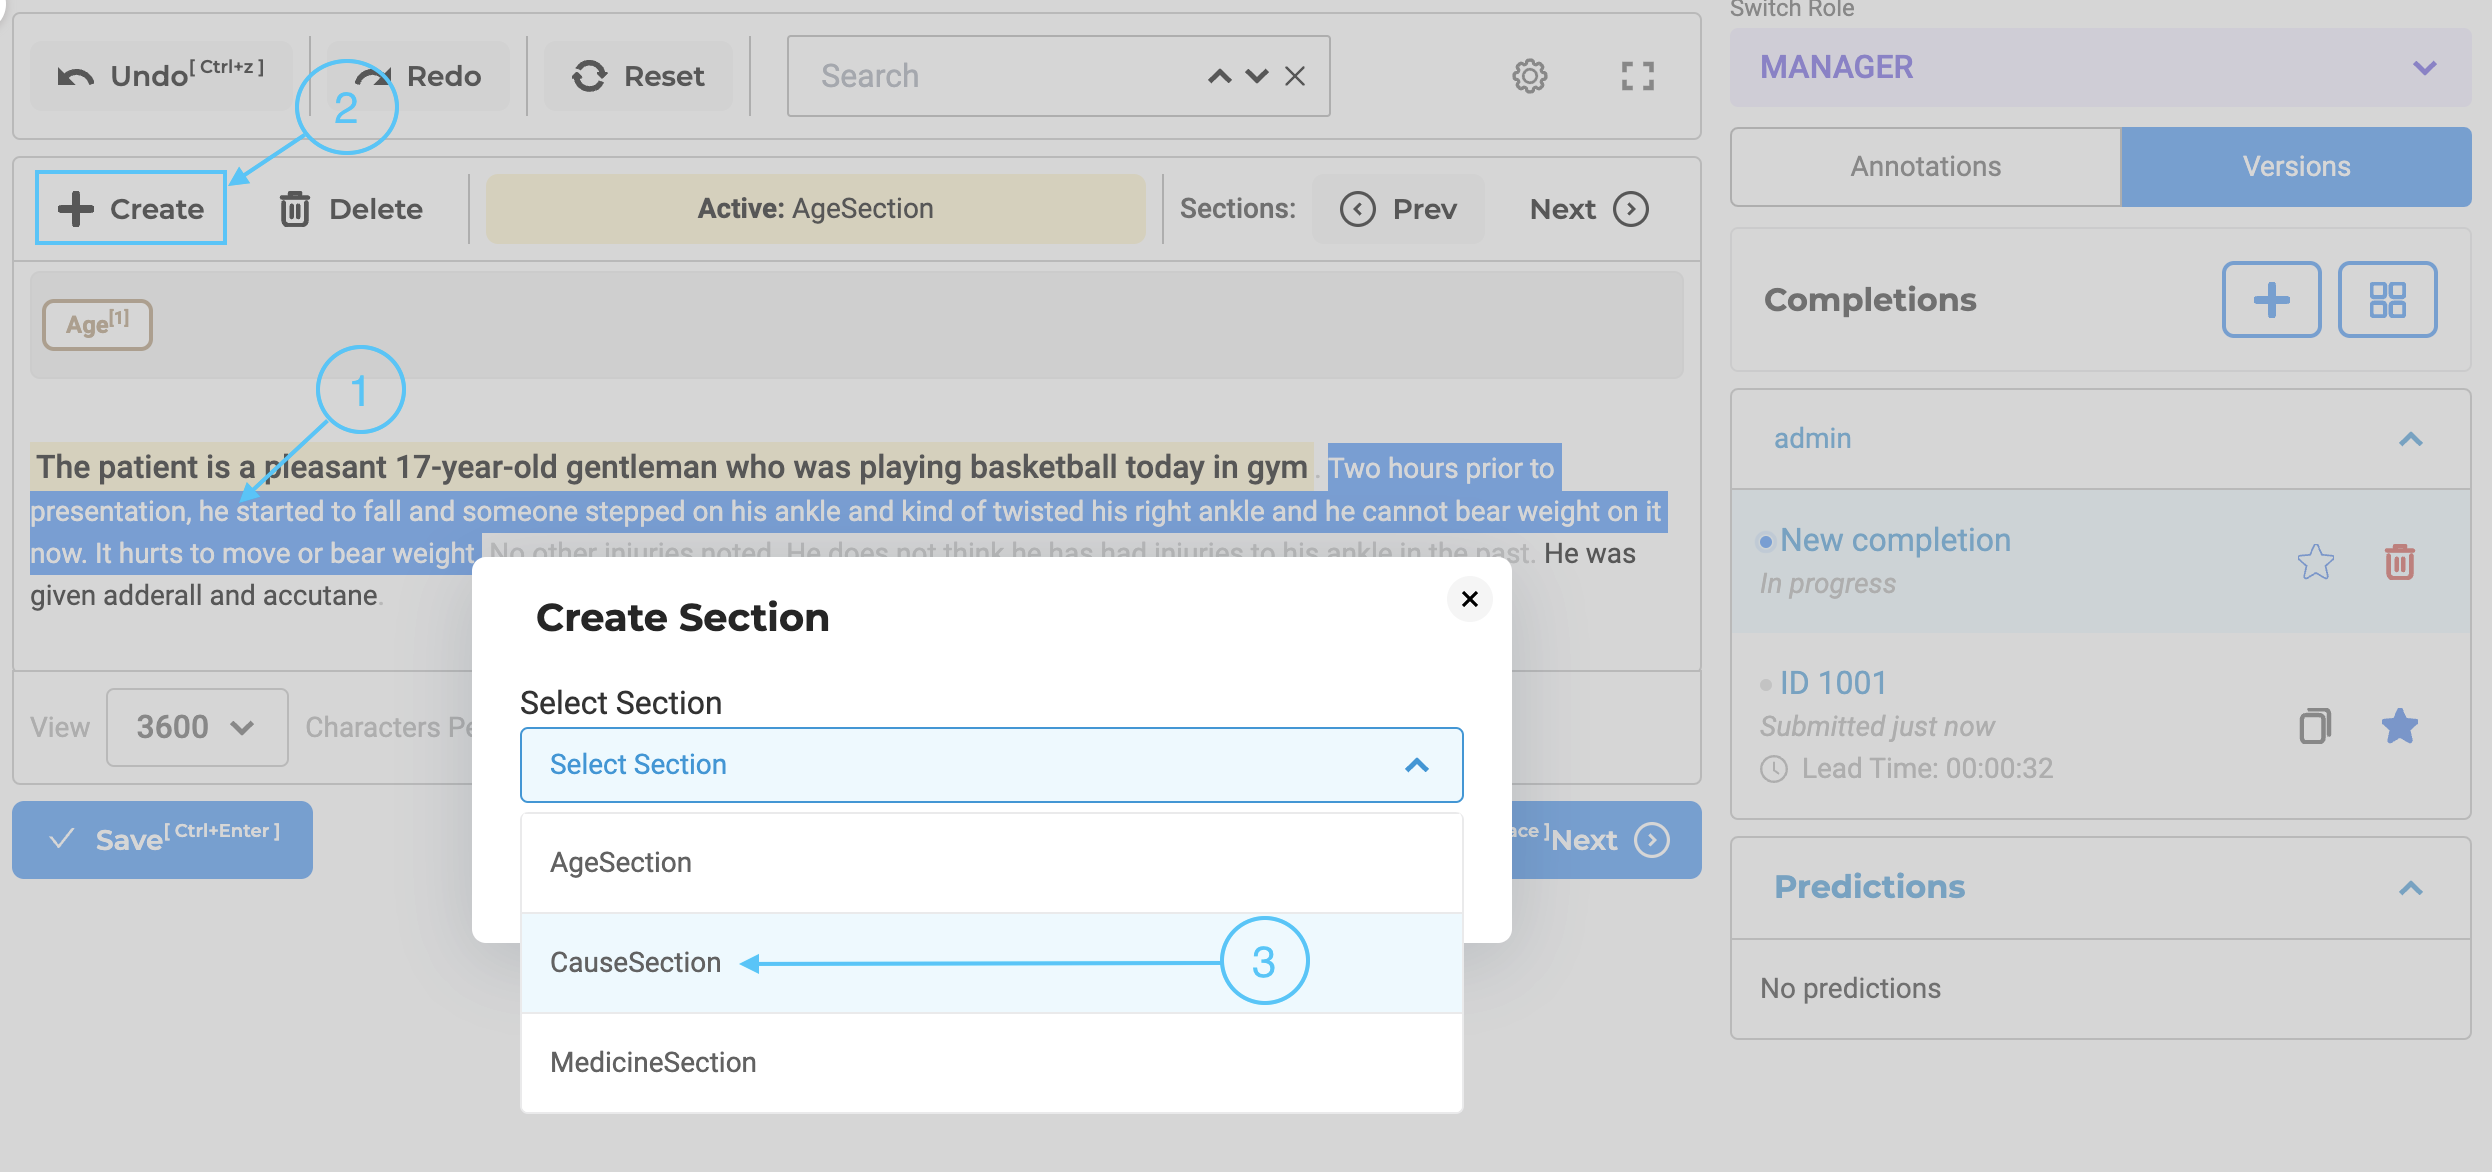 Switch Role
Undo[ Ctrl+z ]
Redo
Reset
Search
MANAGER
2
Annotations
Versions
Create
Delete
Active: AgeSection
Sections:
Prev
Next
Completions
Age[1]
1
admin
The patient is a pleasant 17-year-old gentleman who was playing basketball today in gym. Two hours prior to
presentation, he started to fall and someone stepped on his ankle and kind of twisted his right ankle and he cannot bear weight on it
now. It hurts to move or bear weight. No other injuries noted. He does not think he has had injuries to his ankle in the past. He was
given adderall and accutane.
New completion
In progress
Create Section
Select Section
ID 1001
View
3600
Characters Pe
Submitted just now
Select Section
Lead Time: 00:00:32
Save[ Ctrl+Enter ]
ace ]Next
AgeSection
Predictions
CauseSection
3
No predictions
MedicineSection